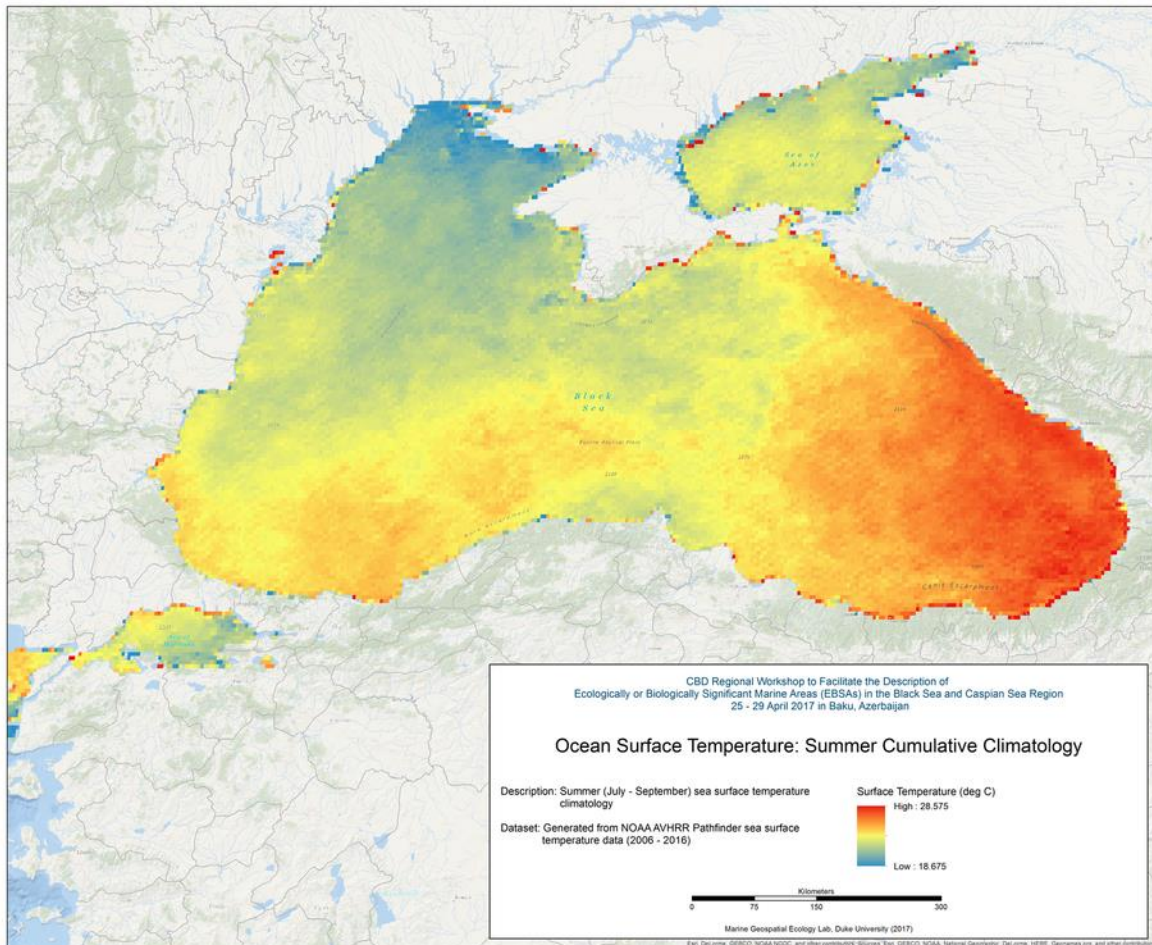 Sea of
Azov
Black
Sea
CBD Regional Workshop to Facilitate the Description of
Ecologically or Biologically Significant Marine Areas (EBSAs) in the Black Sea and Caspian Sea Region
25 - 29 April 2017 in Baku, Azerbaijan
Ocean Surface Temperature: Summer Cumulative Climatology
Description: Summer (July - September) sea surface temperature
climatology
Dataset: Generated from NOAA AVHRR Pathfinder sea surface
temperature data (2006 - 2016)
Surface Temperature (deg C)
High : 28.575
Low : 18.675
Kilometers
0 75 150 300
Marine Geospatial Ecology Lab, Duke University (2017)